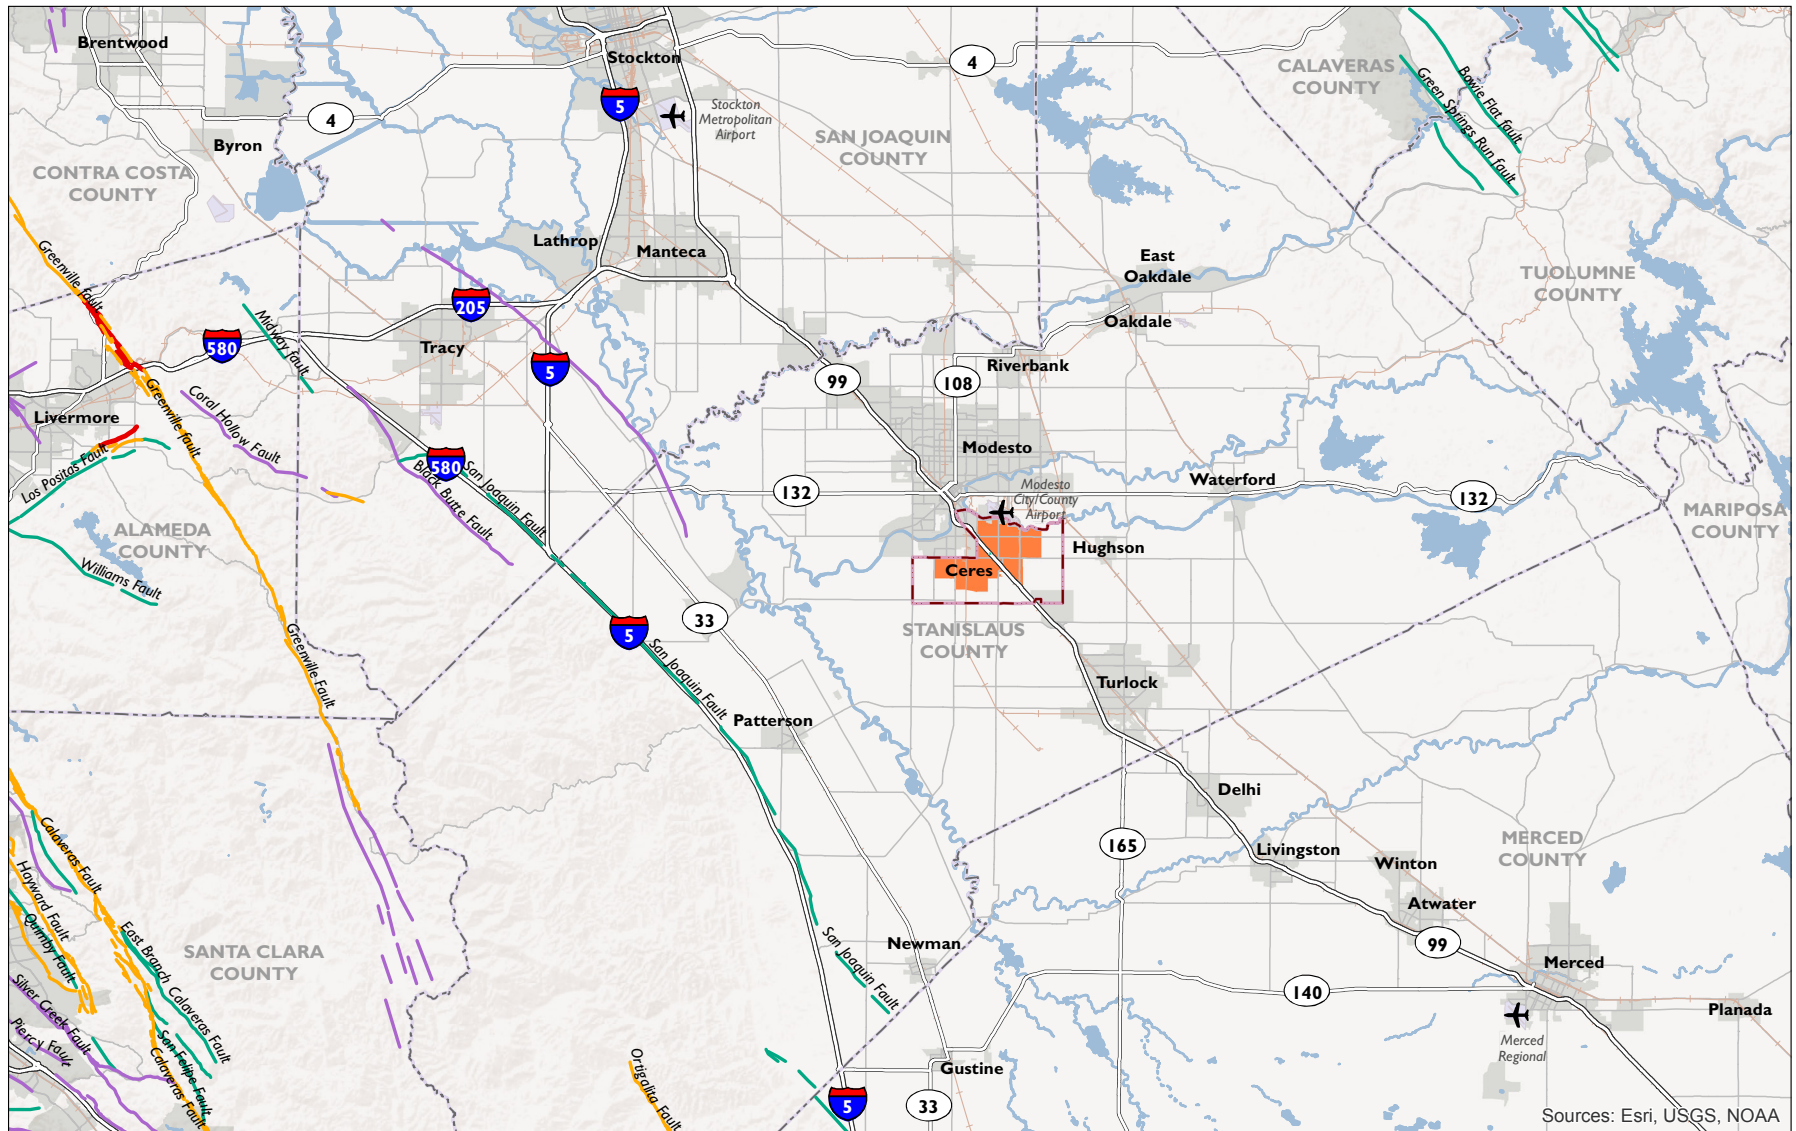 Brentwood
Stockton
4
CALAVERAS
COUNTY
Bowie Flat fault
Green Springs Run fault
5
Stockton
Metropolitan
Airport
4
SAN JOAQUIN
COUNTY
Byron
CONTRA COSTA
COUNTY
Lathrop
Manteca
East
Oakdale
TUOLUMNE
COUNTY
Greenville fault
205
Oakdale
Midway fault
580
Tracy
5
99
108
Riverbank
Livermore
Greenville fault
Coral Hollow Fault
Modesto
Los Positas Fault
580
San Joaquin Fault
Black Butte Fault
132
Modesto
City/County
Airport
Waterford
132
MARIPOSA
COUNTY
ALAMEDA
COUNTY
Hughson
Williams Fault
Ceres
33
5
STANISLAUS
COUNTY
Greenville Fault
San Joaquin Fault
Patterson
Turlock
Delhi
Calaveras Fault
165
Livingston
Winton
MERCED
COUNTY
Hayward Fault
Atwater
Quimby Fault
East Branch Calaveras Fault
SANTA CLARA
COUNTY
San Joaquin Fault
Newman
99
Merced
Silver Creek Fault
140
Planada
Piercy Fault
San Felipe Fault
Calaveras Fault
Ortigalita Fault
Gustine
Merced
Regional
5
33
Sources: Esri, USGS, NOAA